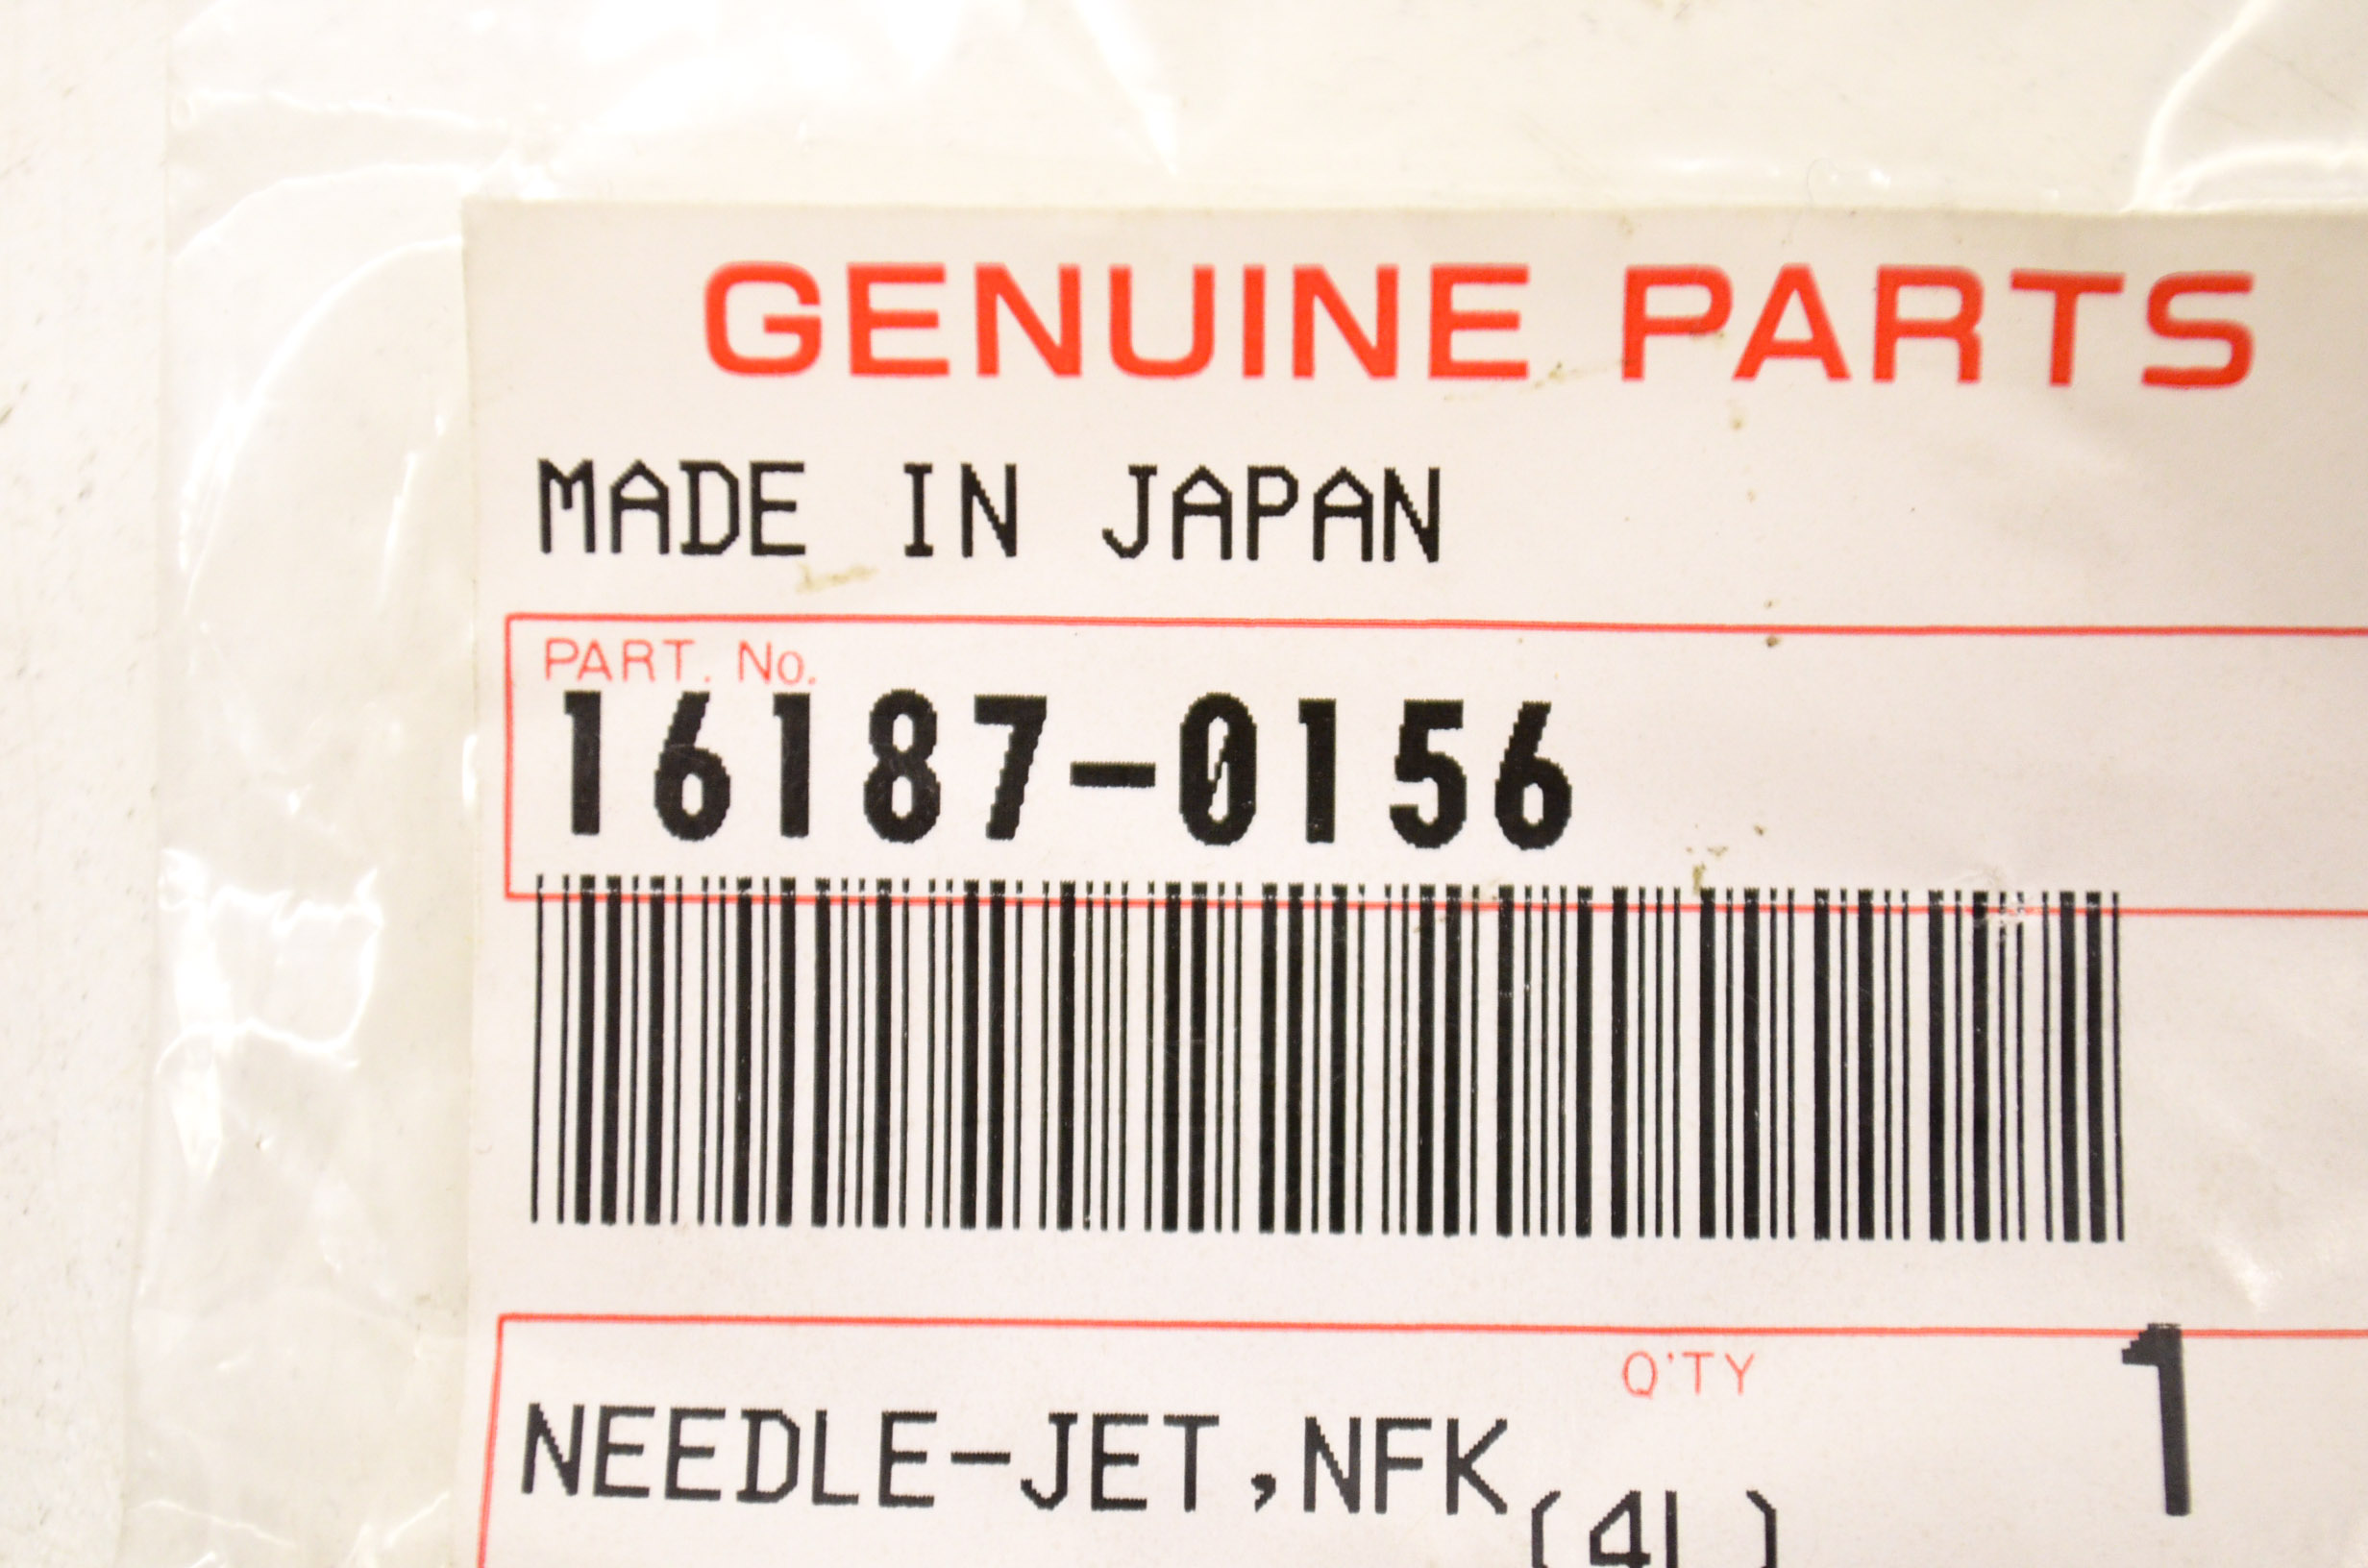 GENUINE PARTS
MADE IN JAPAN
PART. No.
16187-0156
Q'TY
1
NEEDLE-JET,NFK